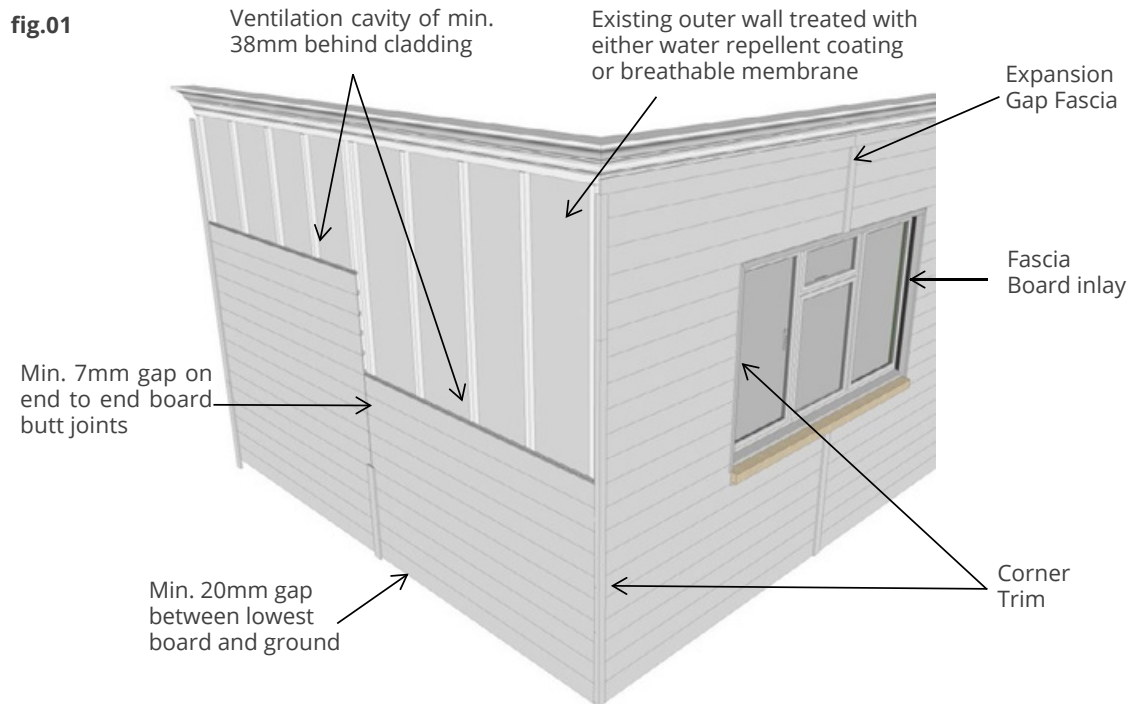 fig.01
Ventilation cavity of min.
38mm behind cladding
Existing outer wall treated with
either water repellent coating
or breathable membrane
Expansion
Gap Fascia
Fascia
Board inlay
Min. 7mm gap on
end to end board
butt joints
Min. 20mm gap
between lowest
board and ground
Corner
Trim